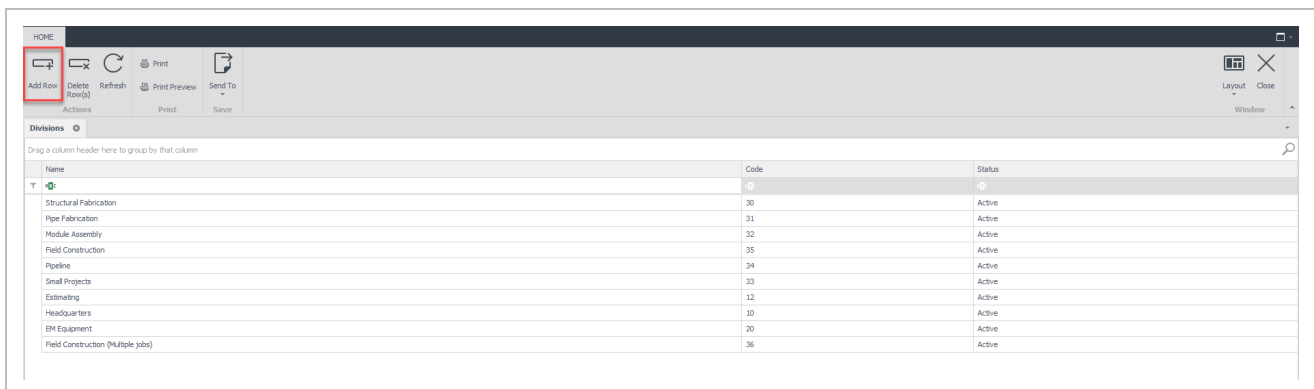 HOME
Add Row Delete Row(s) Refresh Print Print Preview Send To Layout Close
Actions Print Save Window
Divisions
Drag a column header here to group by that column
Name Code Status
Structural Fabrication 30 Active
Pipe Fabrication 31 Active
Module Assembly 32 Active
Field Construction 35 Active
Pipeline 34 Active
Small Projects 33 Active
Estimating 12 Active
Headquarters 10 Active
EM Equipment 20 Active
Field Construction (Multiple jobs) 36 Active